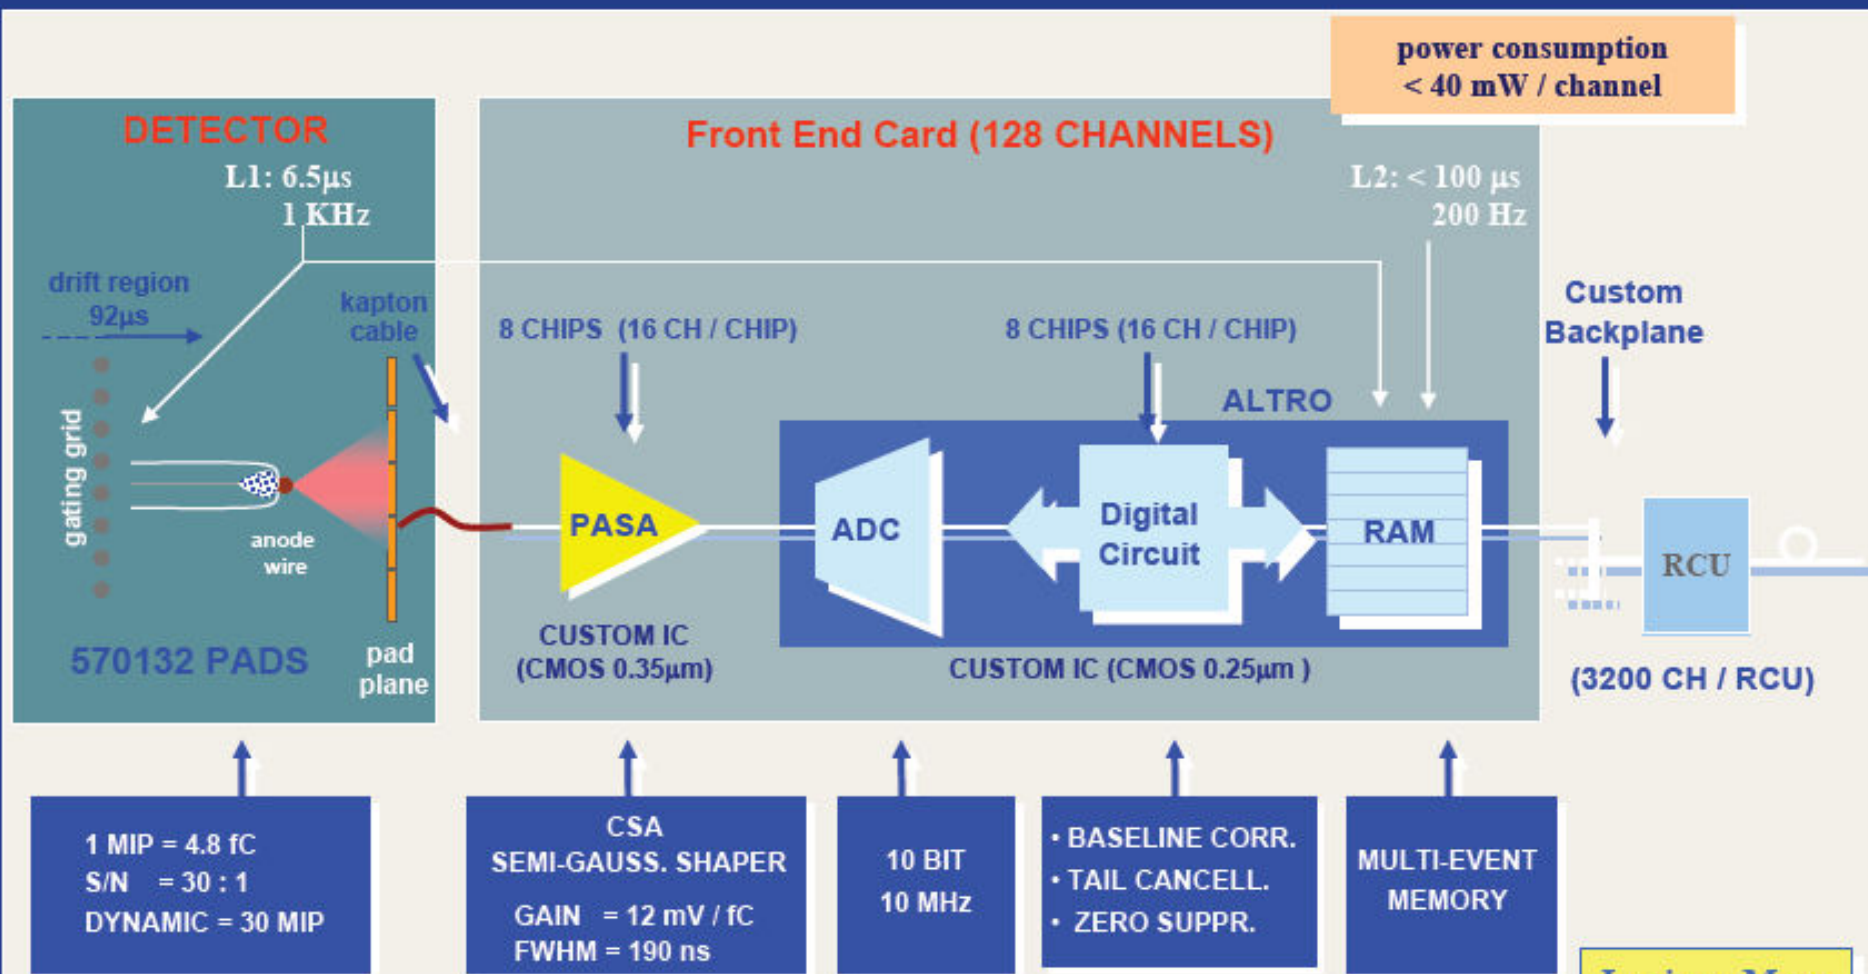 power consumption
< 40 mW / channel
DETECTOR
L1: 6.5μs
1 KHz
drift region
92μs
kapton
cable
gating grid
anode
wire
570132 PADS
pad
plane
Front End Card (128 CHANNELS)
L2: < 100 μs
200 Hz
8 CHIPS (16 CH / CHIP)
8 CHIPS (16 CH / CHIP)
ALTRO
PASA
ADC
Digital
Circuit
RAM
CUSTOM IC
(CMOS 0.35μm)
CUSTOM IC (CMOS 0.25μm )
Custom
Backplane
RCU
(3200 CH / RCU)
1 MIP = 4.8 fC
S/N = 30 : 1
DYNAMIC = 30 MIP
CSA
SEMI-GAUSS. SHAPER
GAIN = 12 mV / fC
FWHM = 190 ns
10 BIT
10 MHz
• BASELINE CORR.
• TAIL CANCELL.
• ZERO SUPPR.
MULTI-EVENT
MEMORY